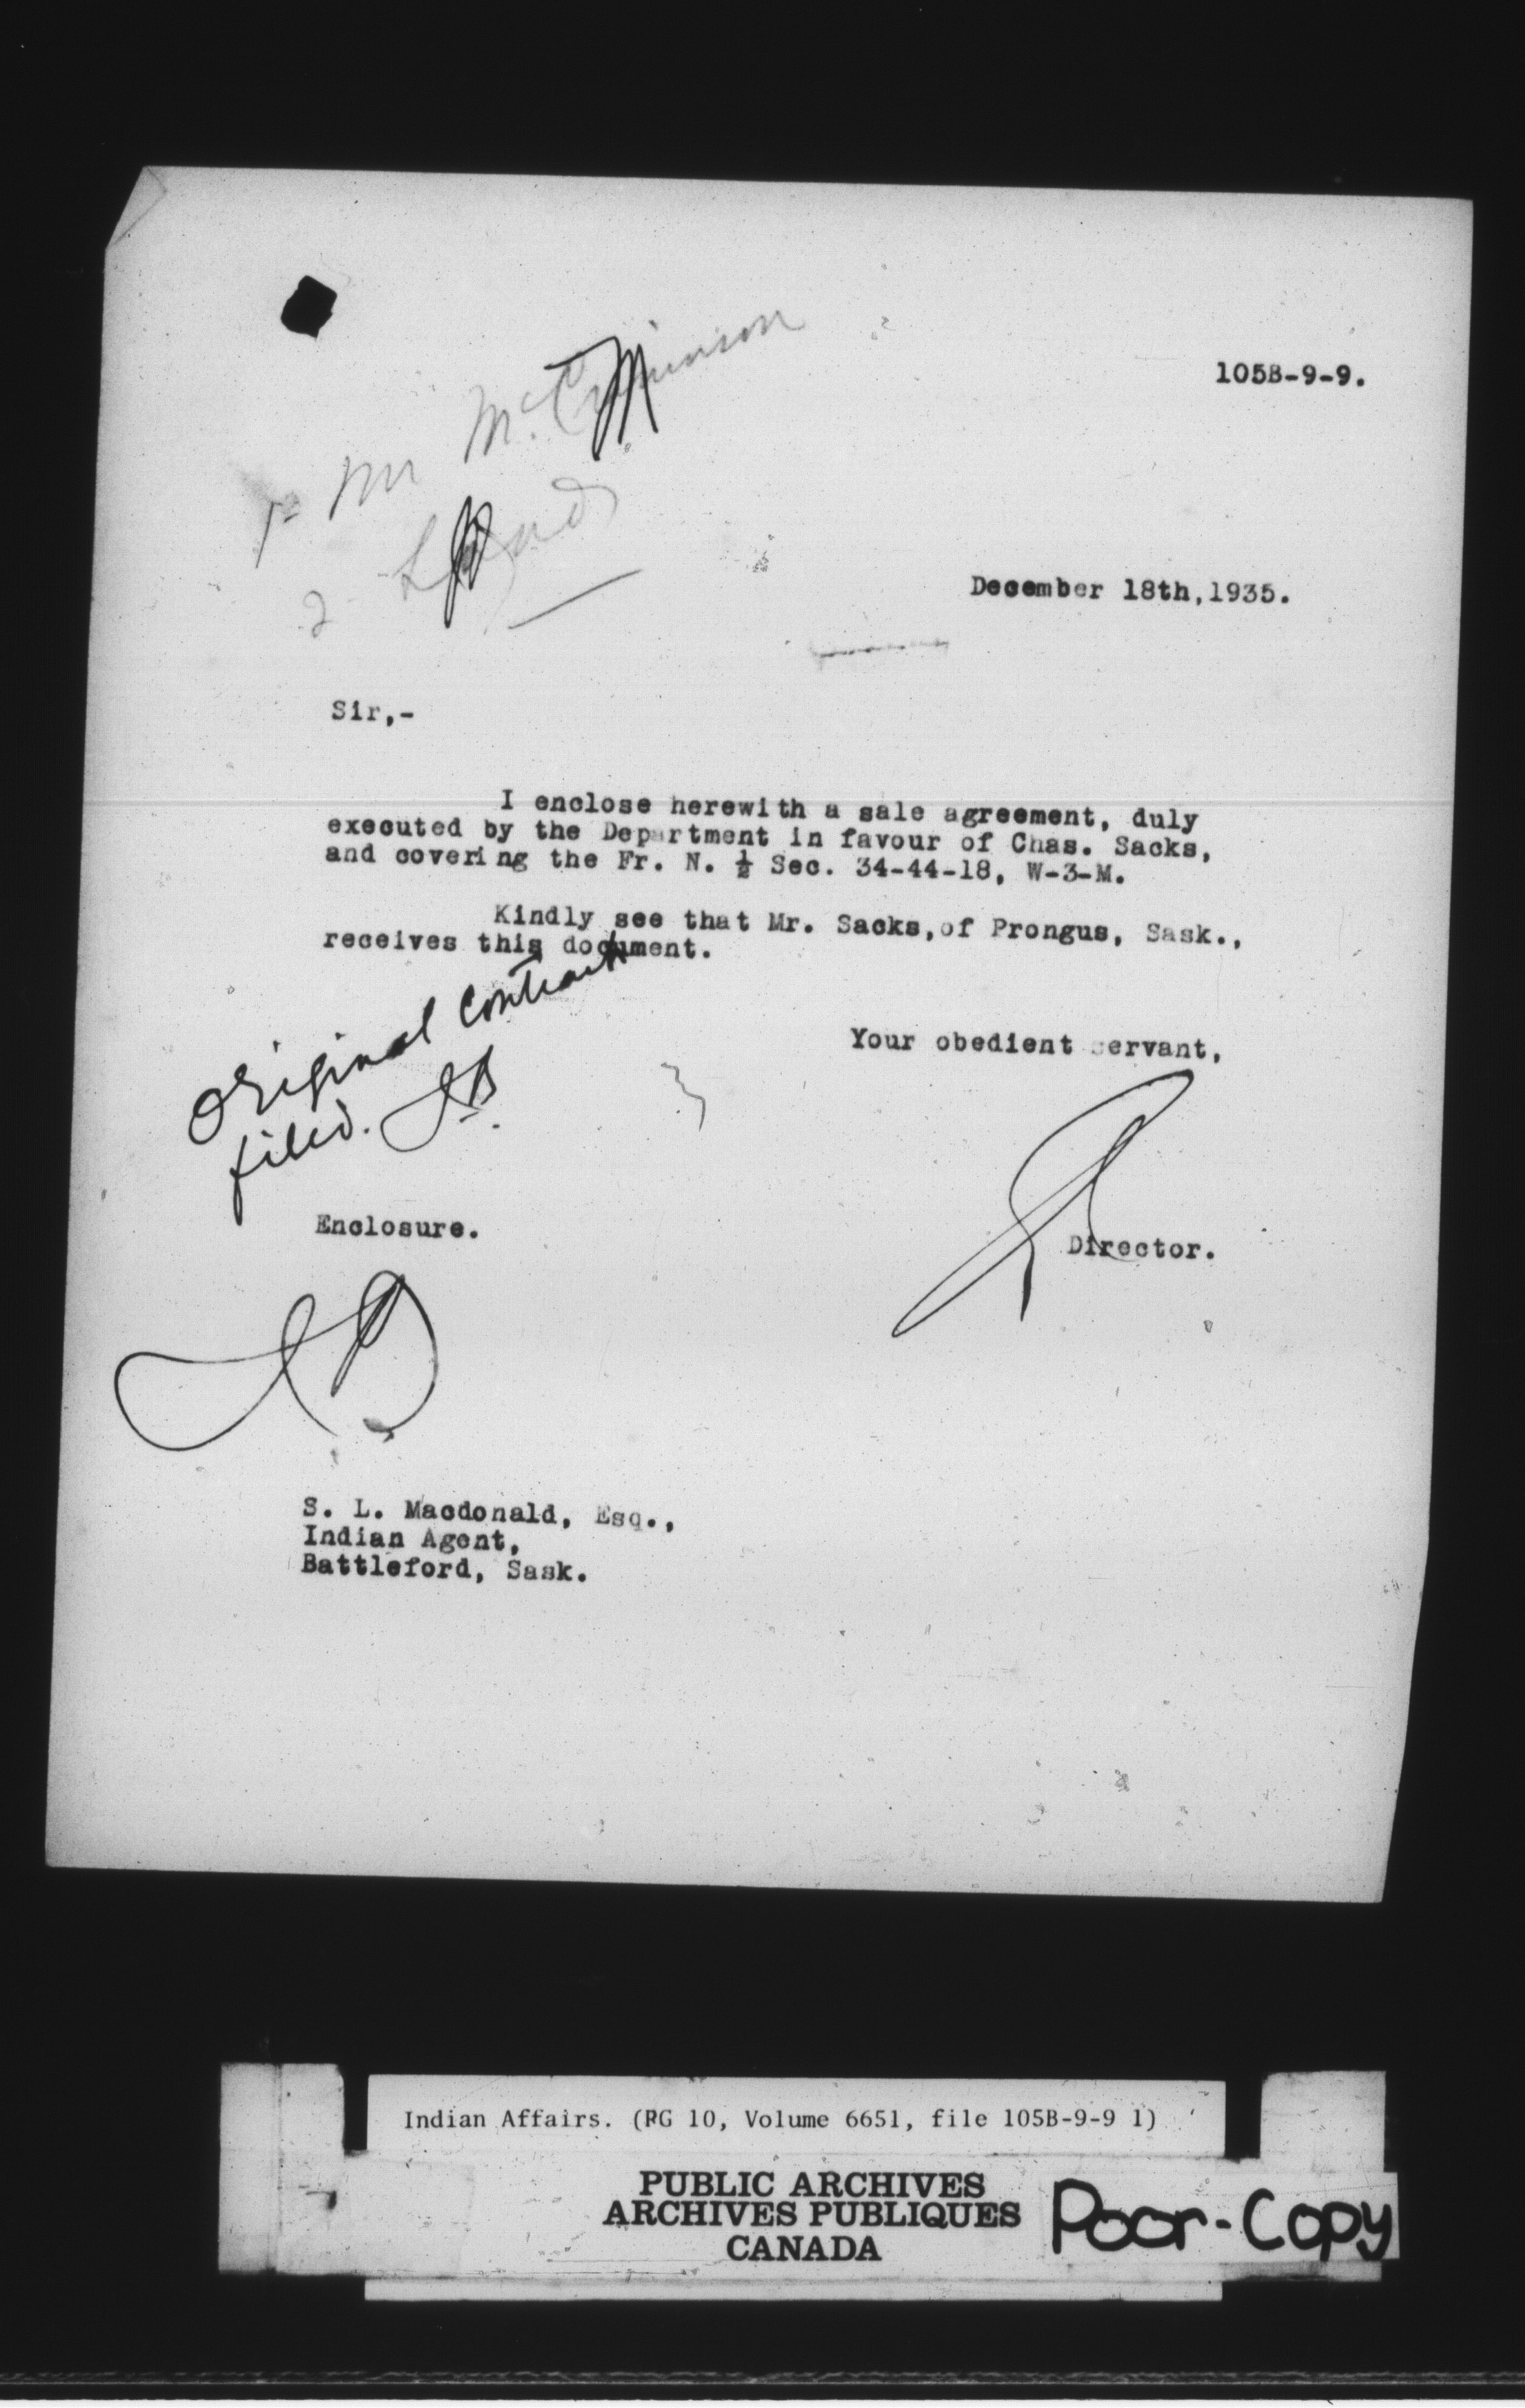 105B-9-9.
1° Mr
2
December 18th, 1935.
Sir,-
I enclose herewith a sale agreement, duly
executed by the Department in favour of Chas. Sacks,
and covering the Fr. N. ½ Sec. 34-44-18, W-3-M.
Kindly see that Mr. Sacks, of Prongus, Sask.,
receives this document.
Original Contract
filed.
Your obedient servant,
Enclosure.
Director.
S. L. Macdonald, Esq.,
Indian Agent,
Battleford, Sask.
Indian Affairs. (RG 10, Volume 6651, file 105B-9-9 1)
PUBLIC ARCHIVES
ARCHIVES PUBLIQUES
CANADA
Poor-Copy